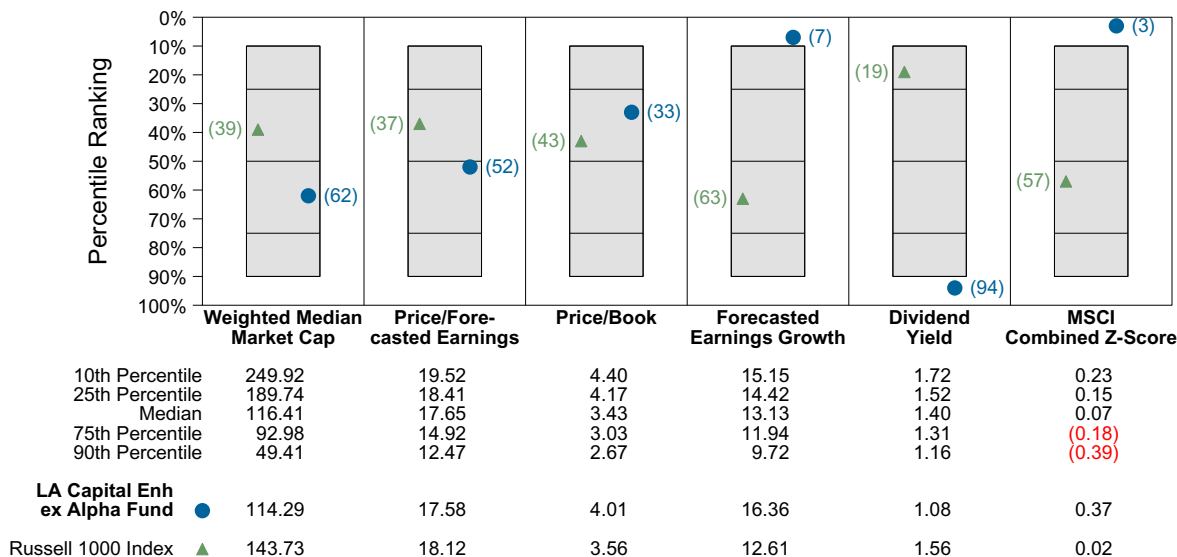 Percentile Ranking
0%
10%
20%
30%
40%
50%
60%
70%
80%
90%
100%
(39)
(62)
(37)
(52)
(43)
(33)
(63)
(7)
(19)
(94)
(57)
(3)
Weighted Median
Market Cap
Price/Fore-
casted Earnings
Price/Book
Forecasted
Earnings Growth
Dividend
Yield
MSCI
Combined Z-Score
10th Percentile 249.92 19.52 4.40 15.15 1.72 0.23
25th Percentile 189.74 18.41 4.17 14.42 1.52 0.15
Median 116.41 17.65 3.43 13.13 1.40 0.07
75th Percentile 92.98 14.92 3.03 11.94 1.31 (0.18)
90th Percentile 49.41 12.47 2.67 9.72 1.16 (0.39)
LA Capital Enh
ex Alpha Fund 114.29 17.58 4.01 16.36 1.08 0.37
Russell 1000 Index 143.73 18.12 3.56 12.61 1.56 0.02